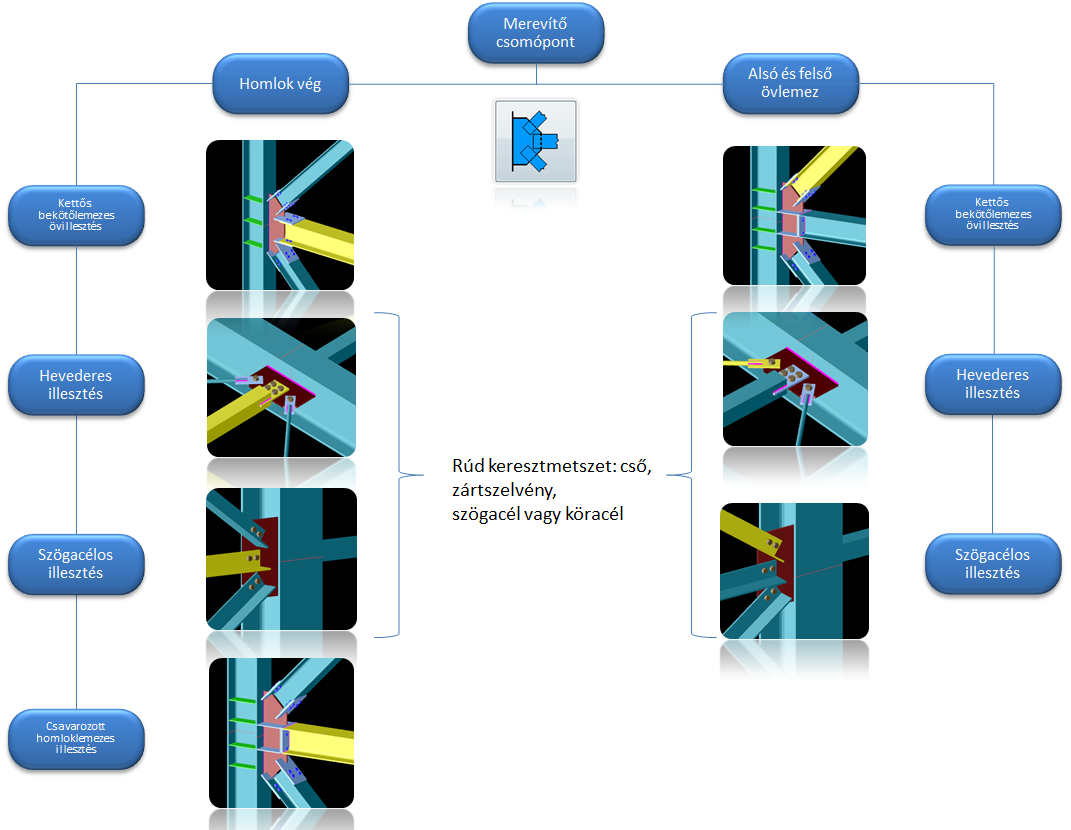 Merevítő
csomópont
Homlok vég
Alsó és felső
övlemez
Kettős
bekötőlemezes
övillesztés
Kettős
bekötőlemezes
övillesztés
Hevederes
illesztés
Hevederes
illesztés
Rúd keresztmetszet: cső,
zártszelvény,
szögacél vagy köracél
Szögacélos
illesztés
Szögacélos
illesztés
Csavarozott
homloklemezes
illesztés